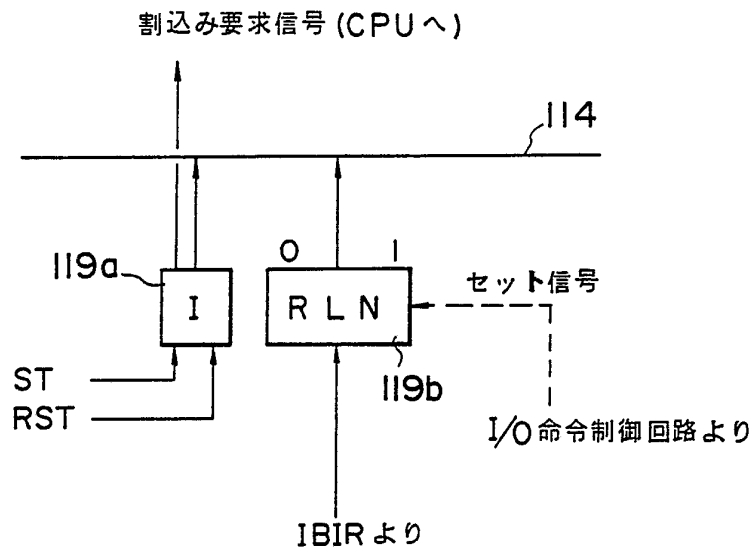 割込み要求信号 (CPUへ)
114
0 1
119a
I
RLN
セット信号
ST
RST
119b
I/O 命令制御回路より
IBIRより